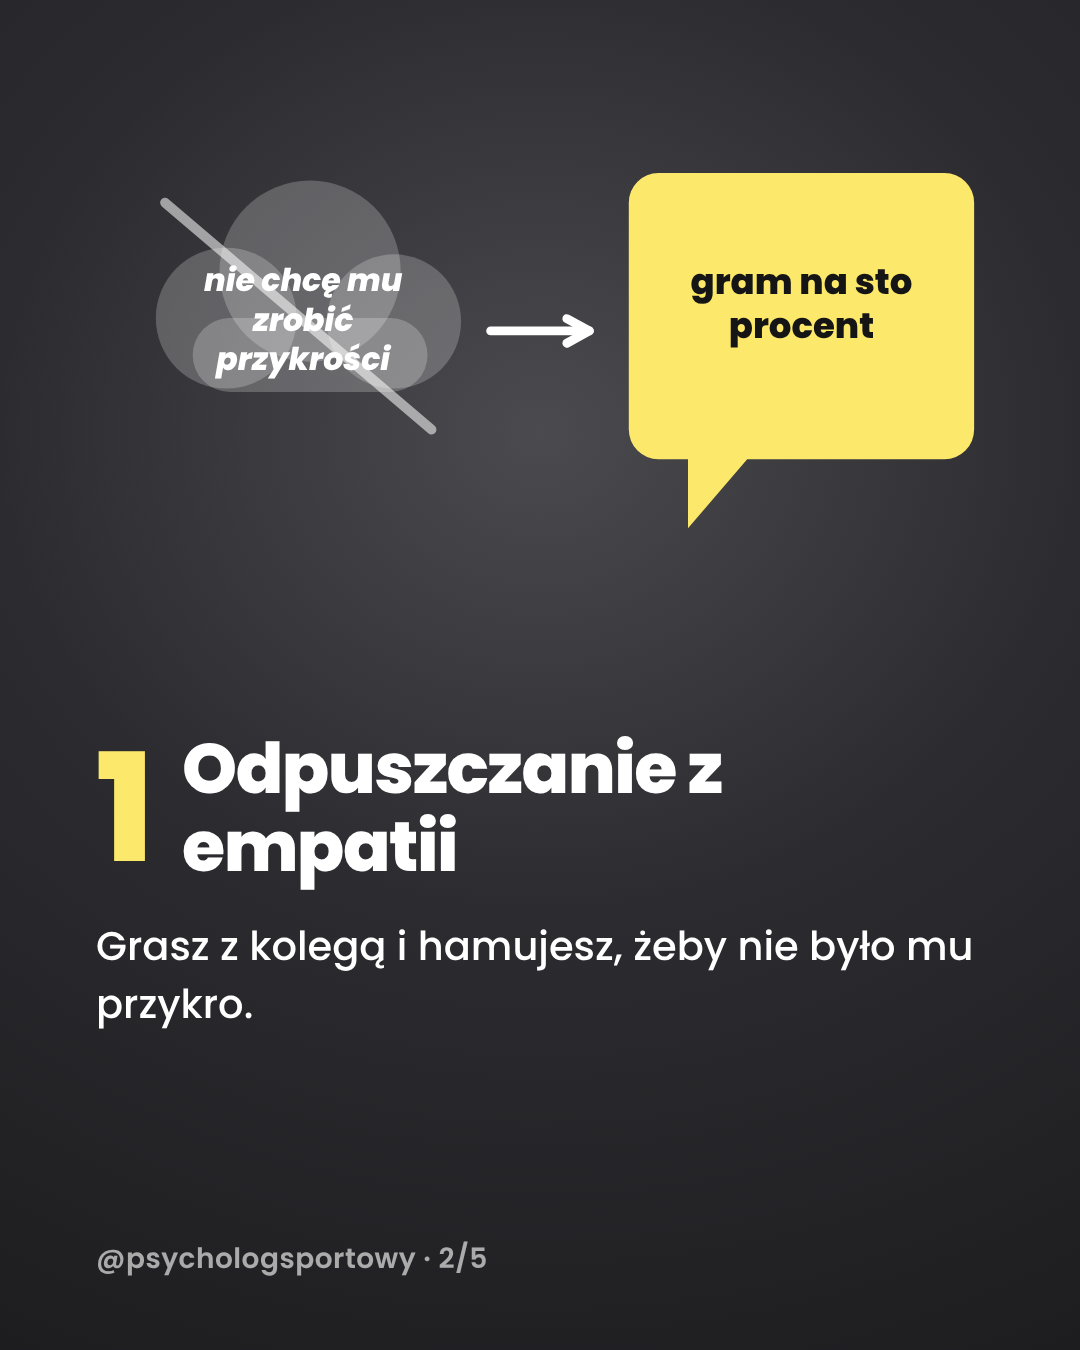 nie chcę mu
zrobić
przykrości
gram na sto
procent
1
Odpuszczanie z
empatii
Grasz z kolegą i hamujesz, żeby nie było mu
przykro.
@psychologsportowy · 2/5